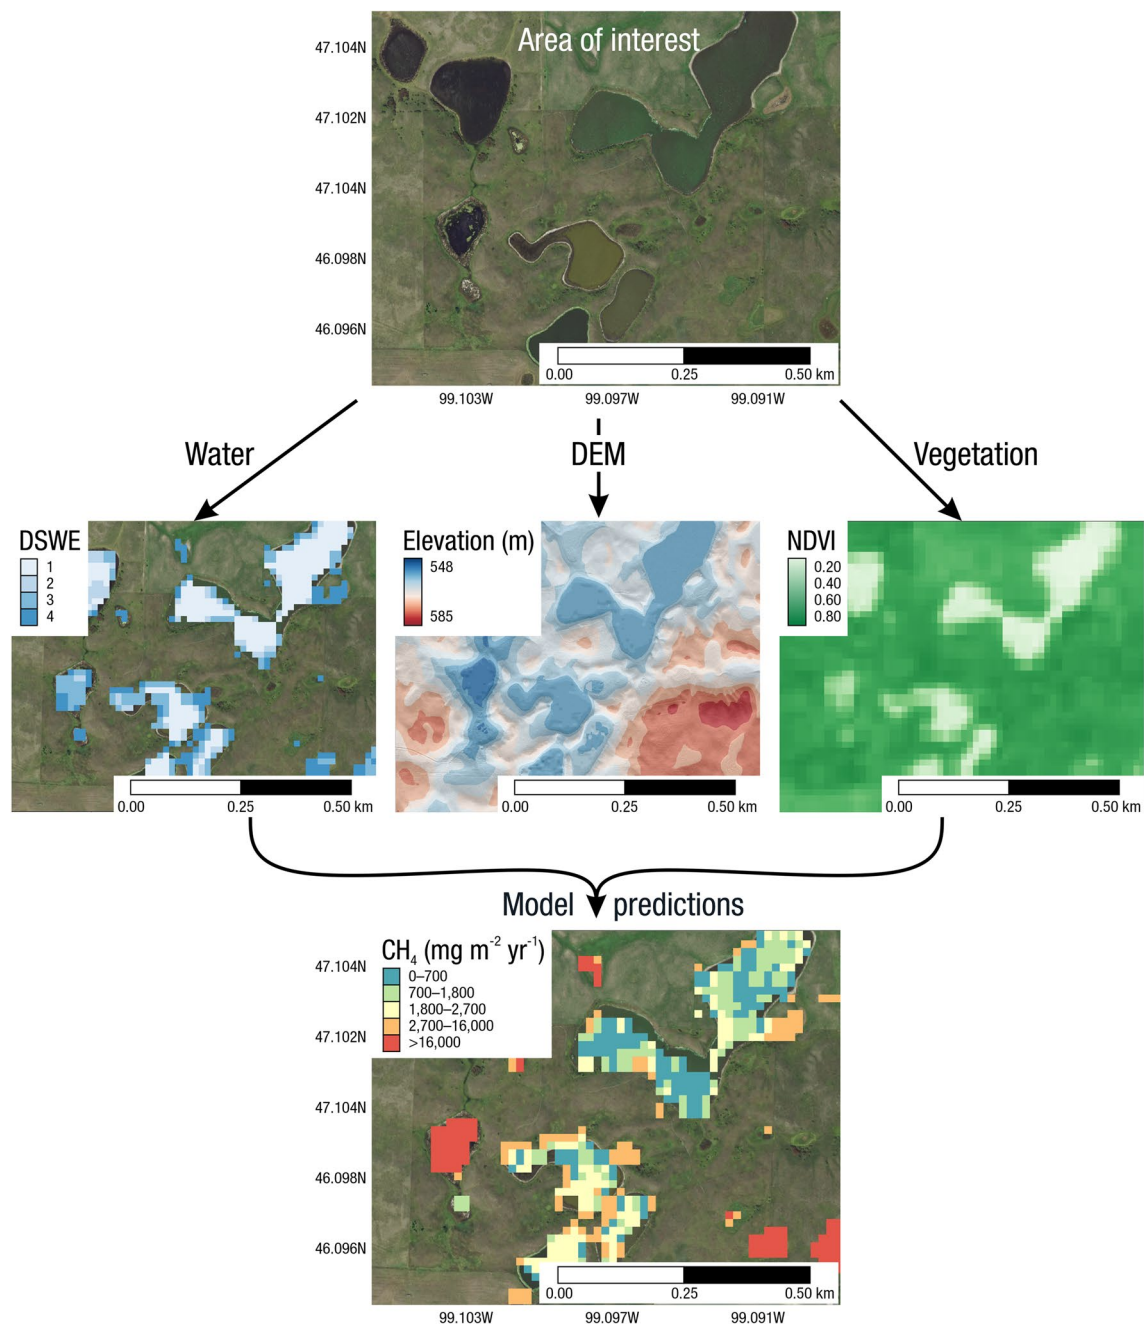 Area of interest
47.104N
47.102N
47.104N
46.098N
46.096N
0.00 0.25 0.50 km
99.103W 99.097W 99.091W
Water
DEM
Vegetation
DSWE
1
2
3
4
0.00 0.25 0.50 km
Elevation (m)
548
585
0.00 0.25 0.50 km
NDVI
0.20
0.40
0.60
0.80
0.00 0.25 0.50 km
Model predictions
CH₄ (mg m⁻² yr⁻¹)
0–700
700–1,800
1,800–2,700
2,700–16,000
>16,000
47.104N
47.102N
47.104N
46.098N
46.096N
0.00 0.25 0.50 km
99.103W 99.097W 99.091W